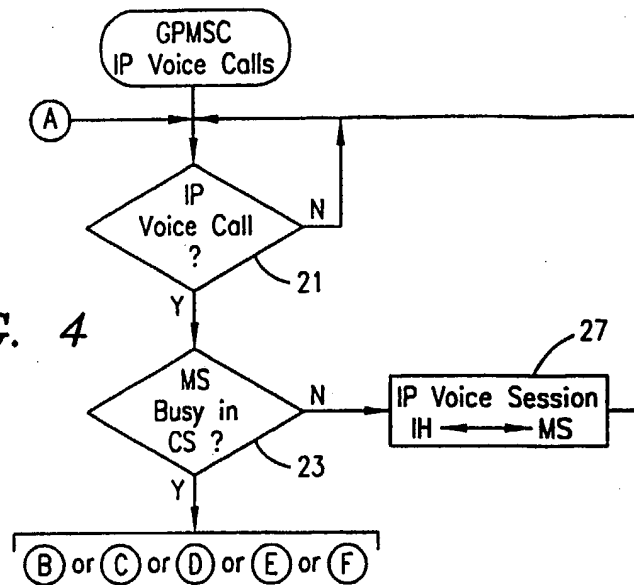 GPMSC
IP Voice Calls
A
IP
Voice Call
?
N
21
Y
G. 4
MS
Busy in
CS ?
N
23
Y
27
IP Voice Session
IH MS
B or C or D or E or F